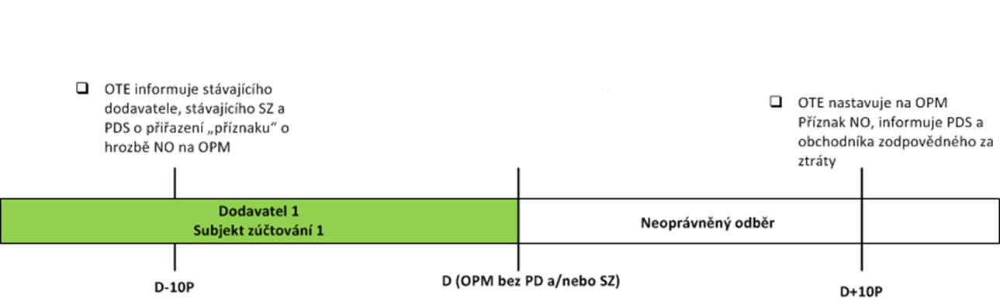 ❑ OTE informuje stávajícího
dodavatele, stávajícího SZ a
PDS o přiřazení „příznaku“ o
hrozbě NO na OPM
❑ OTE nastavuje na OPM
Příznak NO, informuje PDS a
obchodníka zodpovědného za
ztráty
Dodavatel 1
Subjekt zúčtování 1
Neoprávněný odběr
D-10P
D (OPM bez PD a/nebo SZ)
D+10P